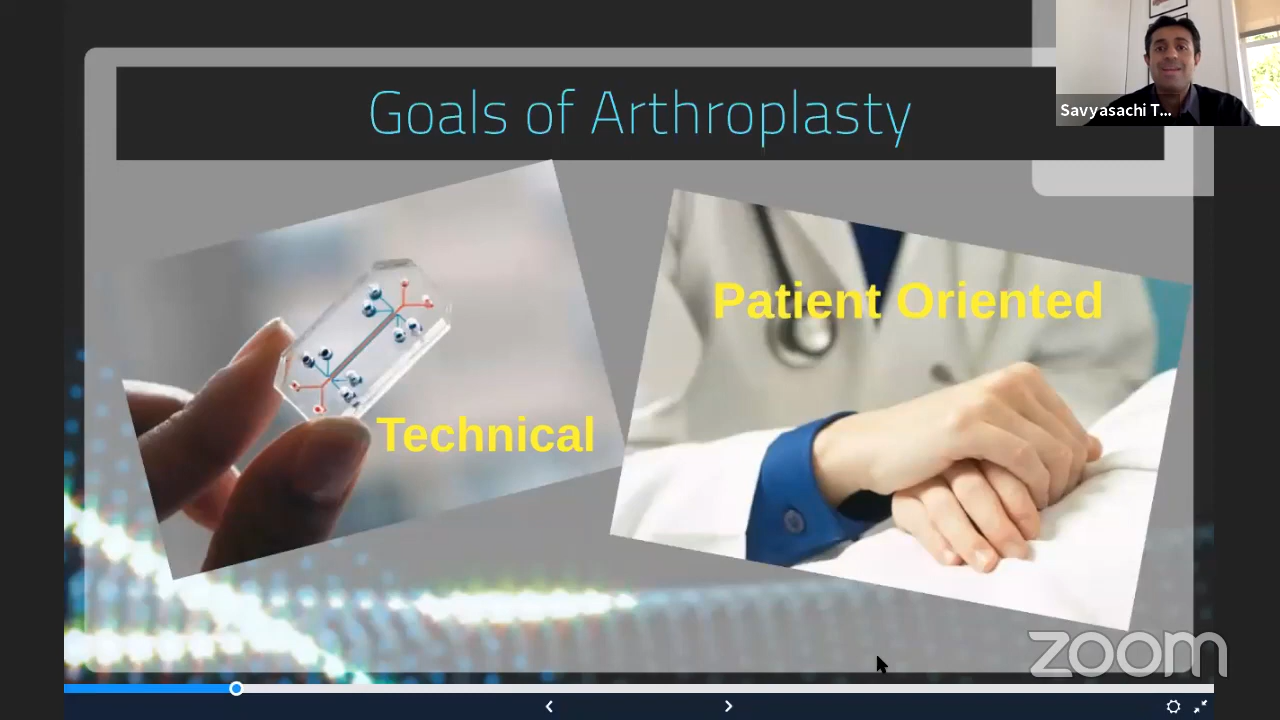 Goals of Arthroplasty
Savyasachi T...
Patient Oriented
Technical
zoom